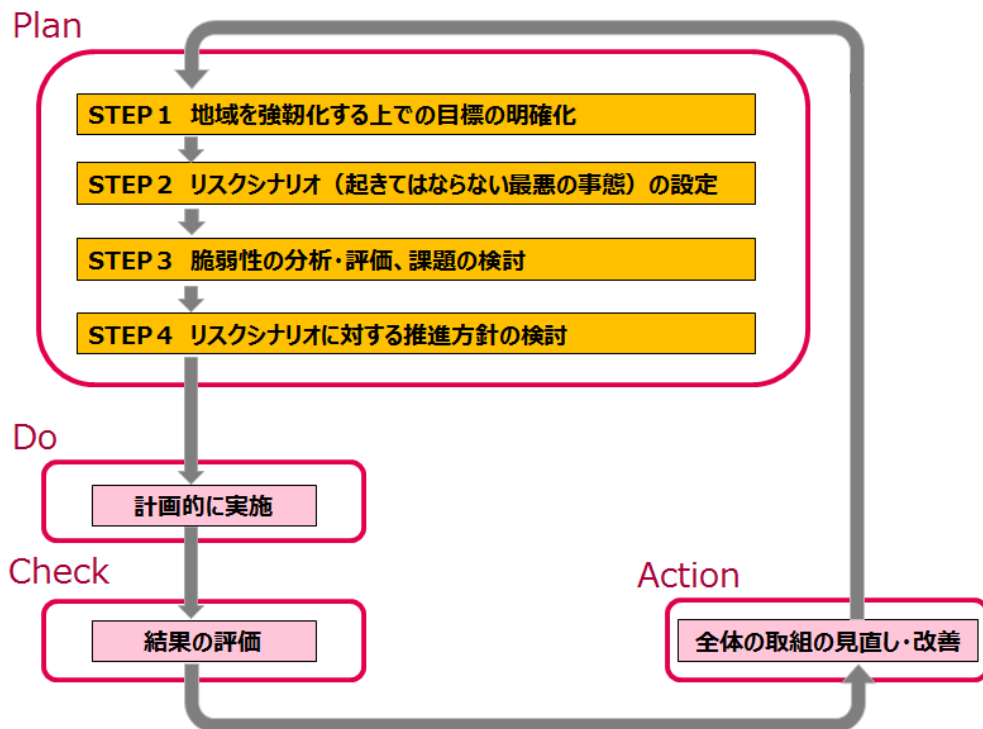 Plan
STEP1 地域を強靭化する上での目標の明確化
STEP2 リスクシナリオ（起きてはならない最悪の事態）の設定
STEP3 脆弱性の分析・評価、課題の検討
STEP4 リスクシナリオに対する推進方針の検討
Do
計画的に実施
Check
結果の評価
Action
全体の取組の見直し・改善